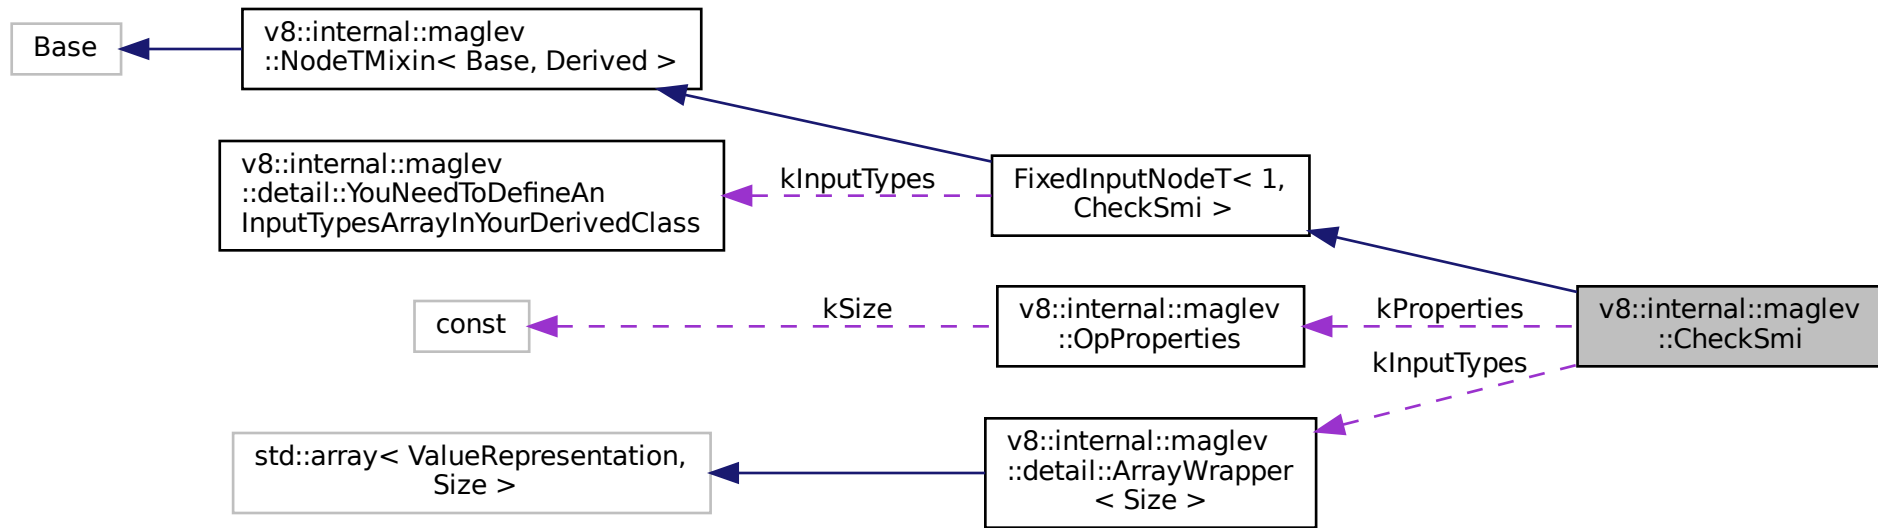 Base
v8::internal::maglev
::NodeTMixin< Base, Derived >
v8::internal::maglev
::detail::YouNeedToDefineAn
InputTypesArrayInYourDerivedClass
kInputTypes
FixedInputNodeT< 1,
CheckSmi >
const
kSize
v8::internal::maglev
::OpProperties
kProperties
v8::internal::maglev
::CheckSmi
kInputTypes
std::array< ValueRepresentation,
Size >
v8::internal::maglev
::detail::ArrayWrapper
< Size >